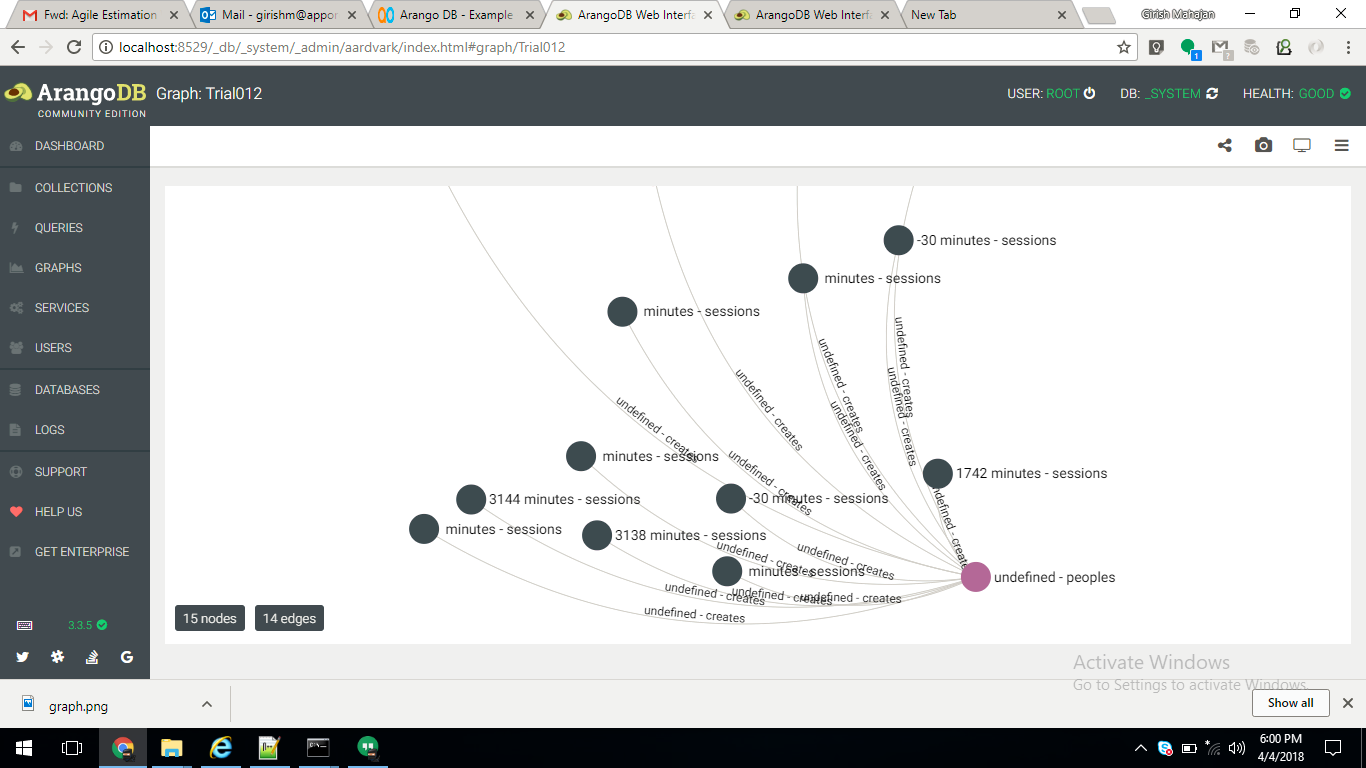 Fwd: Agile Estimation
Mail - girishm@appor
Arango DB - Example
ArangoDB Web Interf
ArangoDB Web Interf
New Tab
Girish Mahajan
localhost:8529/_db/_system/_admin/aardvark/index.html#graph/Trial012
1
?
ArangoDB
COMMUNITY EDITION
Graph: Trial012
USER: ROOT
DB: _SYSTEM
HEALTH: GOOD
DASHBOARD
COLLECTIONS
QUERIES
GRAPHS
SERVICES
USERS
DATABASES
LOGS
SUPPORT
HELP US
GET ENTERPRISE
3.3.5
-30 minutes - sessions
minutes - sessions
minutes - sessions
undefined - creates
undefined - creates
undefined - creates
undefined - creates
undefined - creates
undefined - creates
minutes - sessions
undefined - creates
1742 minutes - sessions
undefined - creates
3144 minutes - sessions
-30 minutes - sessions
minutes - sessions
3138 minutes - sessions
undefined - creates
undefined - creates
minutes - sessions
undefined - peoples
undefined - creates
undefined - creates
undefined - creates
undefined - creates
15 nodes
14 edges
Activate Windows
Go to Settings to activate Windows.
graph.png
Show all
6:00 PM
4/4/2018